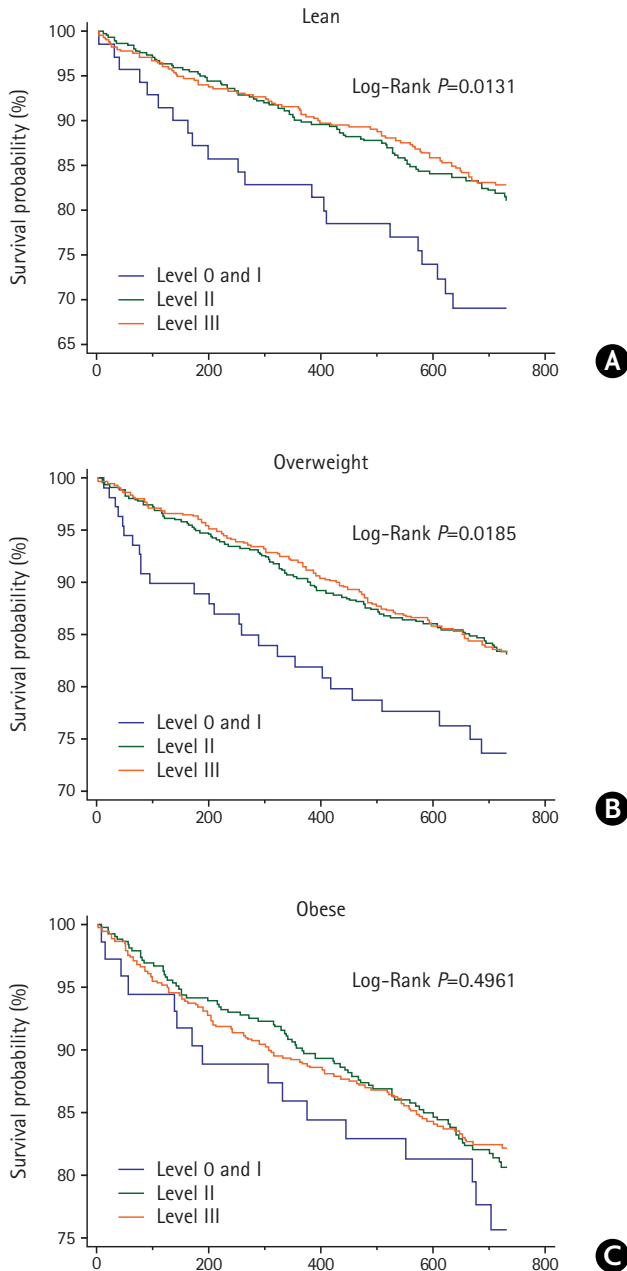 Lean
Survival probability (%)
100
95
90
85
80
75
70
65
Log-Rank P=0.0131
Level 0 and I
Level II
Level III
0 200 400 600 800
A
Overweight
Survival probability (%)
100
95
90
85
80
75
70
Log-Rank P=0.0185
Level 0 and I
Level II
Level III
0 200 400 600 800
B
Obese
Survival probability (%)
100
95
90
85
80
75
Log-Rank P=0.4961
Level 0 and I
Level II
Level III
0 200 400 600 800
C